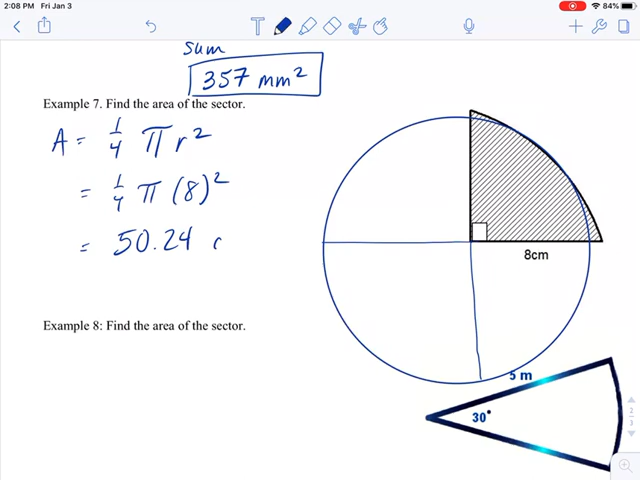 2:08 PM Fri Jan 3
84%
sum
357 mm²
Example 7. Find the area of the sector.
A = 1/4 π r²
= 1/4 π (8)²
= 50.24 c
8cm
Example 8: Find the area of the sector.
5 m
30°
2/3